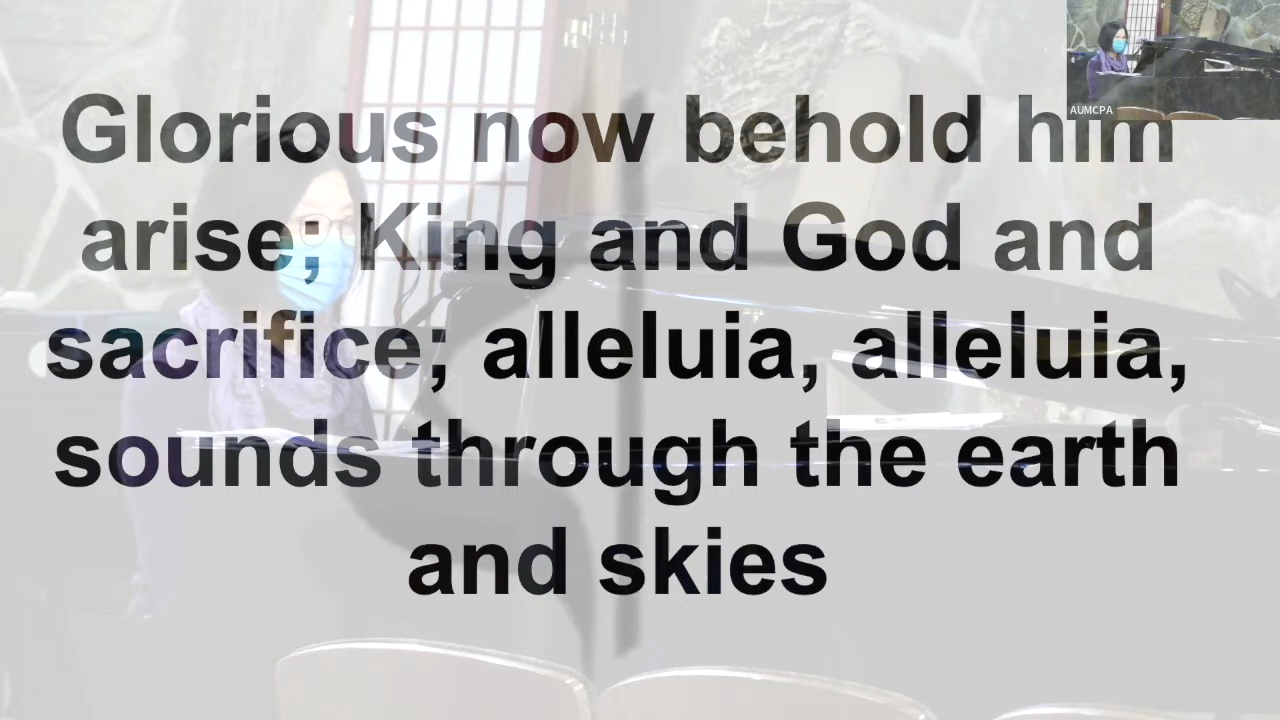 AUMCPA
Glorious now behold him
arise; King and God and
sacrifice; alleluia, alleluia,
sounds through the earth
and skies